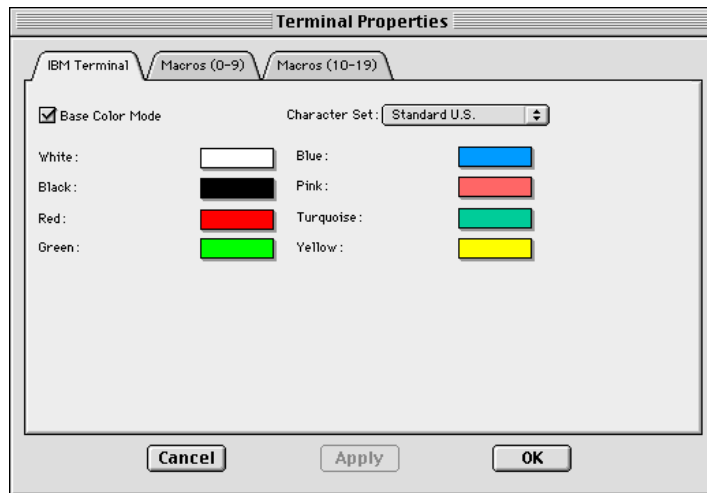 Terminal Properties
IBM Terminal Macros (0-9) Macros (10-19)
Base Color Mode Character Set: Standard U.S.
White: Blue:
Black: Pink:
Red: Turquoise:
Green: Yellow:
Cancel Apply OK